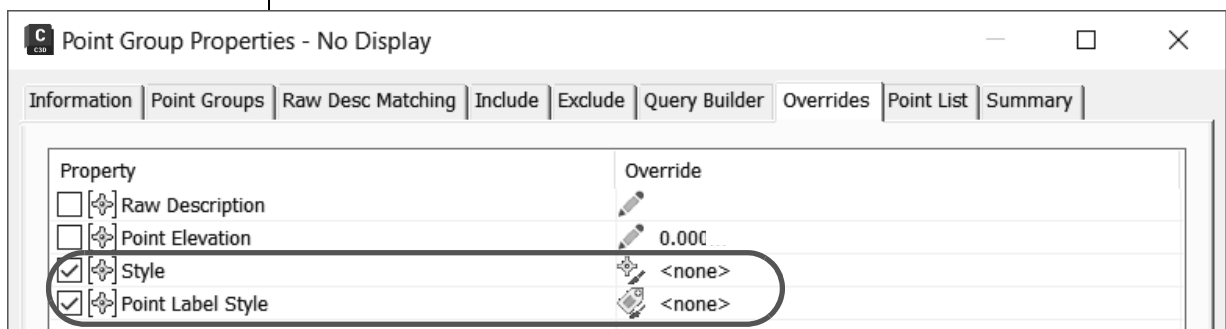 C
C3D
Point Group Properties - No Display
Information Point Groups Raw Desc Matching Include Exclude Query Builder Overrides Point List Summary
Property Override
Raw Description
Point Elevation 0.000
Style <none>
Point Label Style <none>